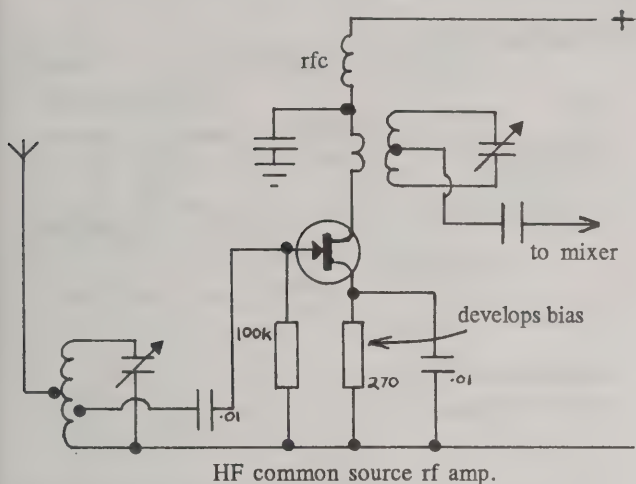 +
rfc
to mixer
develops bias
100k
270
.01
.01
HF common source rf amp.